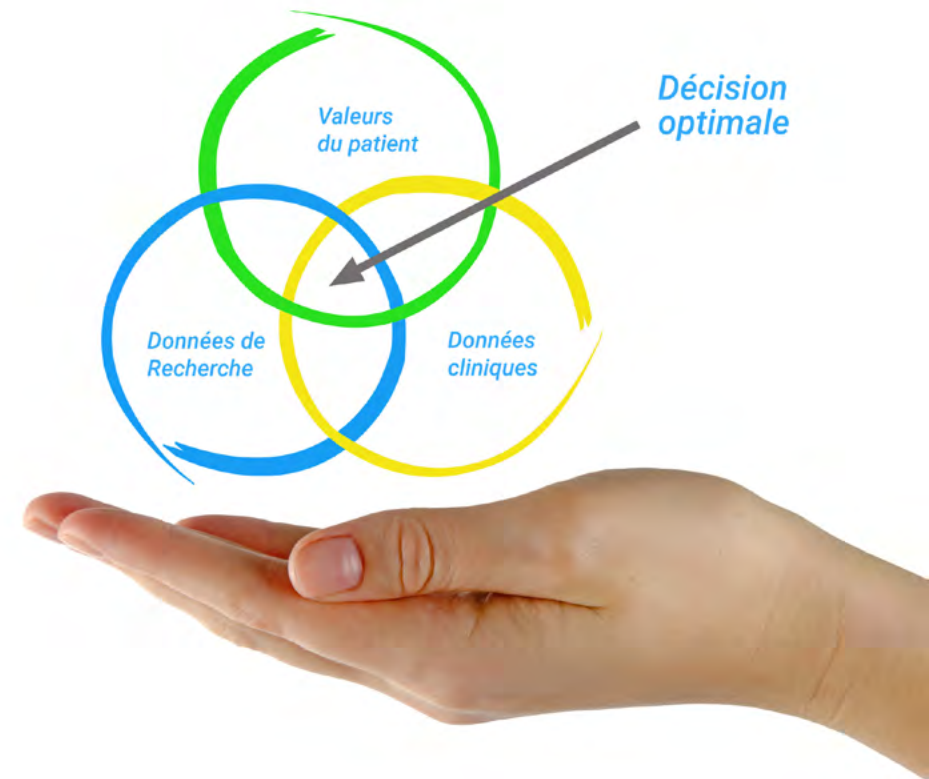 Valeurs
du patient
Décision
optimale
Données de
Recherche
Données
cliniques